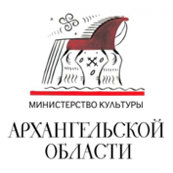 МИНИСТЕРСТВО КУЛЬТУРЫ
АРХАНГЕЛЬСКОЙ
ОБЛАСТИ